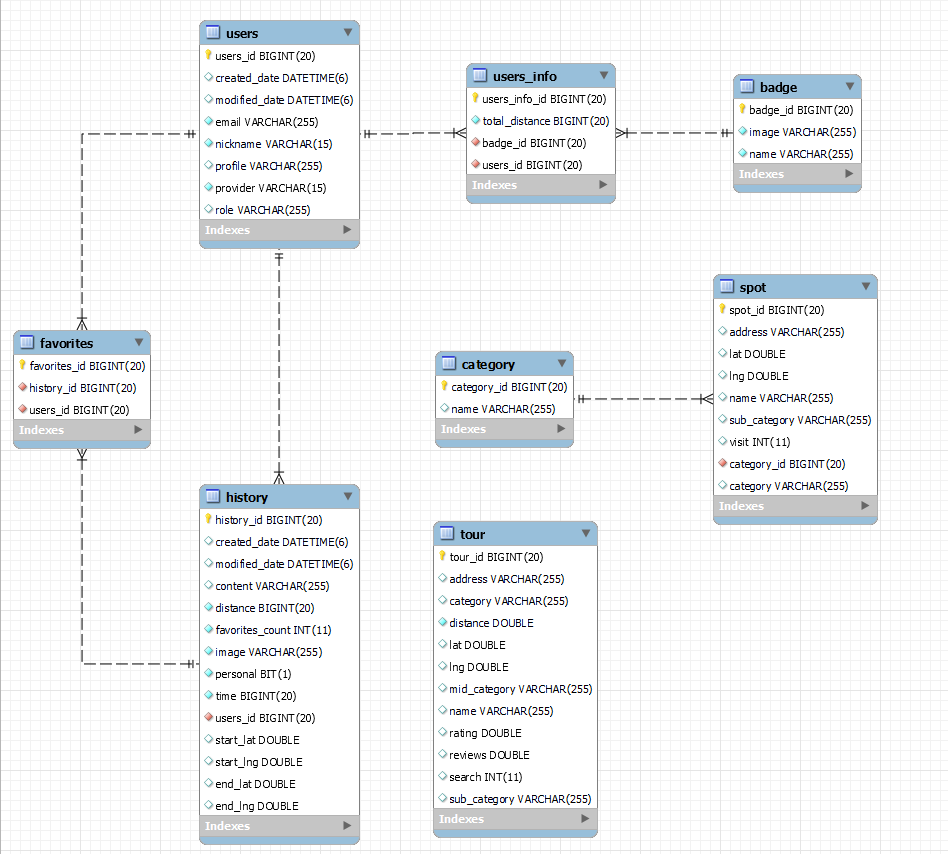 users
users_id BIGINT(20)
created_date DATETIME(6)
modified_date DATETIME(6)
email VARCHAR(255)
nickname VARCHAR(15)
profile VARCHAR(255)
provider VARCHAR(15)
role VARCHAR(255)
Indexes
users_info
users_info_id BIGINT(20)
total_distance BIGINT(20)
badge_id BIGINT(20)
users_id BIGINT(20)
Indexes
badge
badge_id BIGINT(20)
image VARCHAR(255)
name VARCHAR(255)
Indexes
favorites
favorites_id BIGINT(20)
history_id BIGINT(20)
users_id BIGINT(20)
Indexes
category
category_id BIGINT(20)
name VARCHAR(255)
Indexes
spot
spot_id BIGINT(20)
address VARCHAR(255)
lat DOUBLE
lng DOUBLE
name VARCHAR(255)
sub_category VARCHAR(255)
visit INT(11)
category_id BIGINT(20)
category VARCHAR(255)
Indexes
history
history_id BIGINT(20)
created_date DATETIME(6)
modified_date DATETIME(6)
content VARCHAR(255)
distance BIGINT(20)
favorites_count INT(11)
image VARCHAR(255)
personal BIT(1)
time BIGINT(20)
users_id BIGINT(20)
start_lat DOUBLE
start_lng DOUBLE
end_lat DOUBLE
end_lng DOUBLE
Indexes
tour
tour_id BIGINT(20)
address VARCHAR(255)
category VARCHAR(255)
distance DOUBLE
lat DOUBLE
lng DOUBLE
mid_category VARCHAR(255)
name VARCHAR(255)
rating DOUBLE
reviews DOUBLE
search INT(11)
sub_category VARCHAR(255)
Indexes